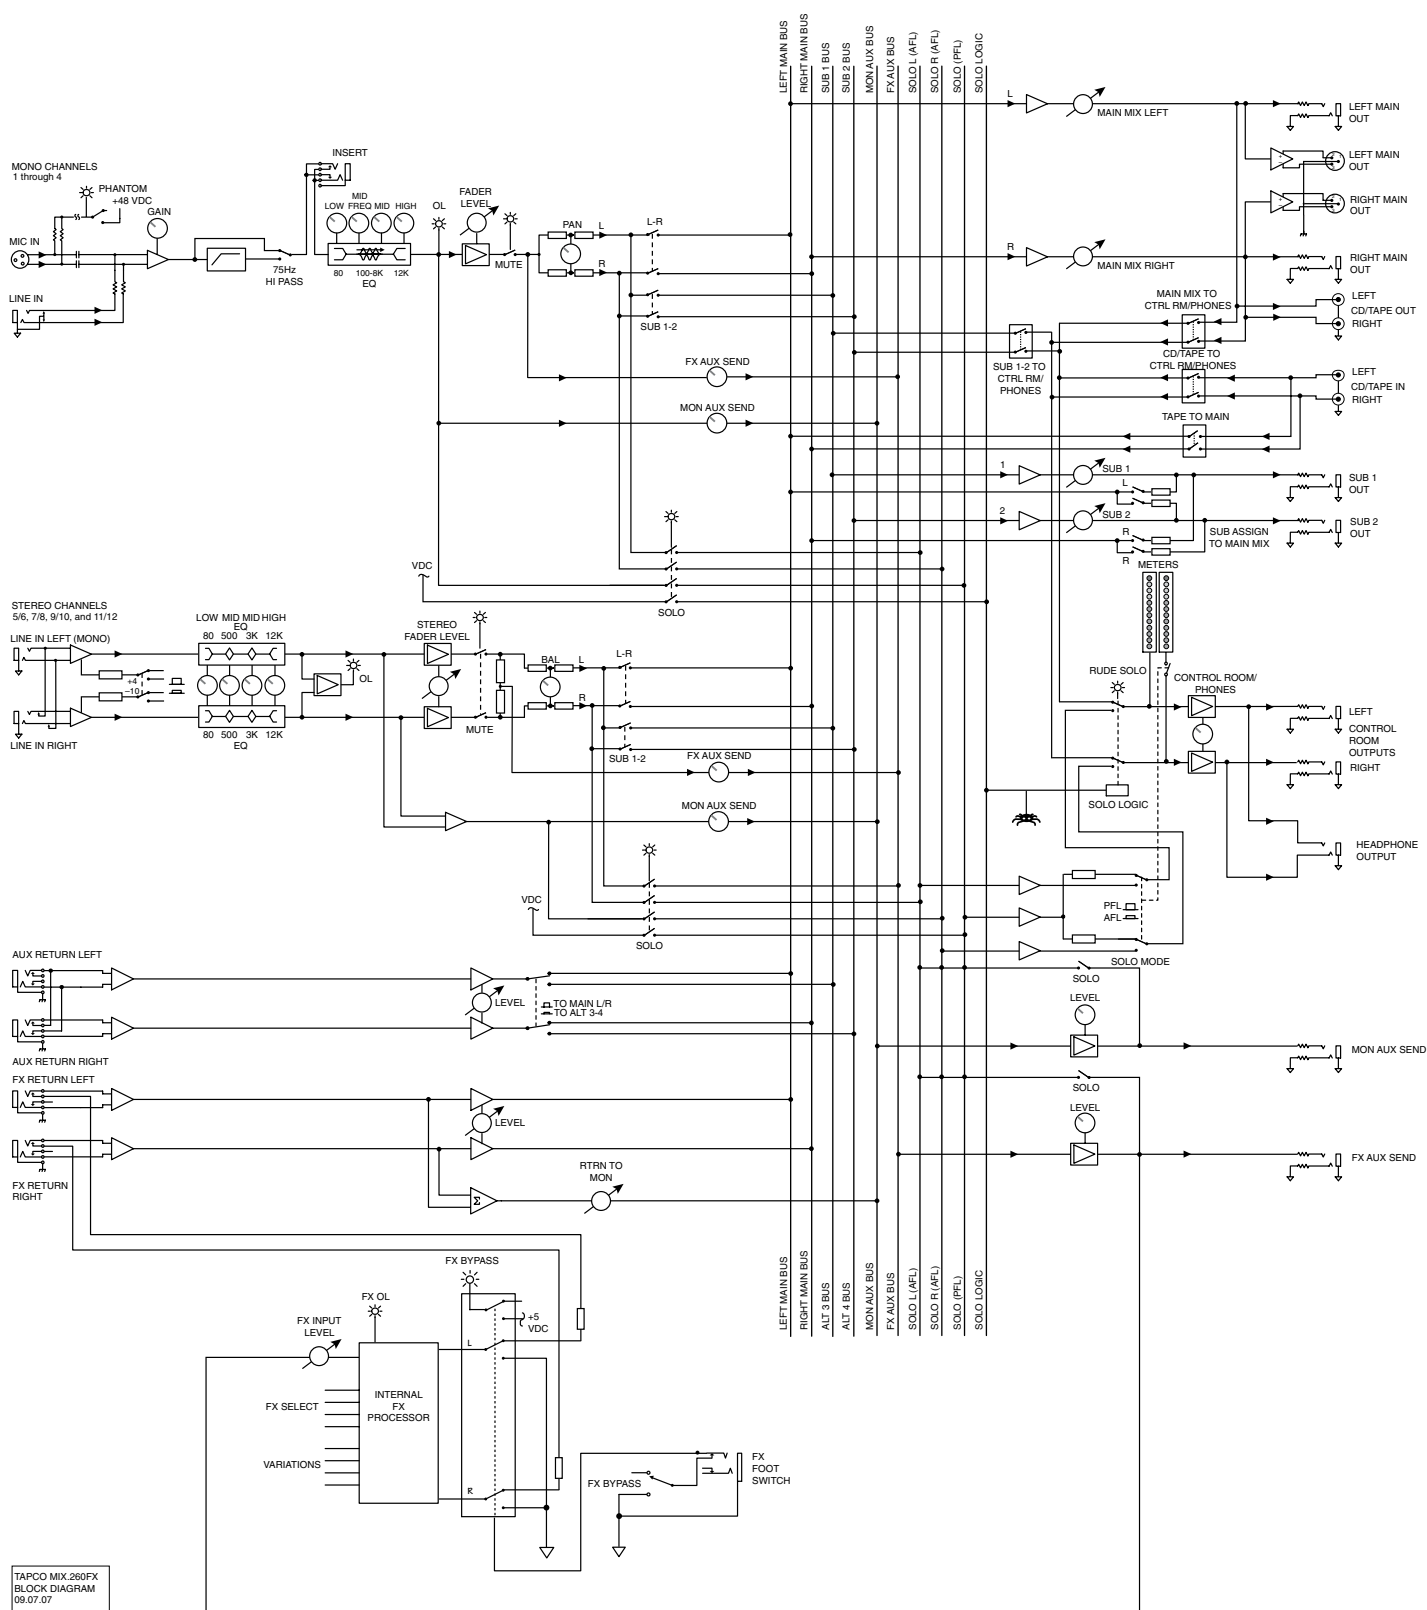 LEFT MAIN BUS
RIGHT MAIN BUS
SUB 1 BUS
SUB 2 BUS
MON AUX BUS
FX AUX BUS
SOLO L (AFL)
SOLO R (AFL)
SOLO (PFL)
SOLO LOGIC
MONO CHANNELS
1 through 4
PHANTOM
+48 VDC
GAIN
MIC IN
LINE IN
75Hz
HI PASS
INSERT
LOW
MID
FREQ
MID
HIGH
80
100-8K
12K
EQ
OL
FADER
LEVEL
MUTE
PAN
L
R
L-R
SUB 1-2
FX AUX SEND
MON AUX SEND
VDC
SOLO
L
MAIN MIX LEFT
R
MAIN MIX RIGHT
LEFT MAIN
OUT
LEFT MAIN
OUT
RIGHT MAIN
OUT
RIGHT MAIN
OUT
MAIN MIX TO
CTRL RM/PHONES
LEFT
CD/TAPE OUT
RIGHT
SUB 1-2 TO
CTRL RM/
PHONES
CD/TAPE TO
CTRL RM/PHONES
LEFT
CD/TAPE IN
RIGHT
TAPE TO MAIN
1
SUB 1
L
2
SUB 2
R
R
SUB ASSIGN
TO MAIN MIX
SUB 1
OUT
SUB 2
OUT
METERS
STEREO CHANNELS
5/6, 7/8, 9/10, and 11/12
LINE IN LEFT (MONO)
+4
–10
LINE IN RIGHT
LOW MID MID HIGH
EQ
80 500 3K 12K
80 500 3K 12K
EQ
OL
STEREO
FADER LEVEL
MUTE
BAL
L
R
L-R
SUB 1-2
FX AUX SEND
MON AUX SEND
VDC
SOLO
RUDE SOLO
CONTROL ROOM/
PHONES
SOLO LOGIC
LEFT
CONTROL
ROOM
OUTPUTS
RIGHT
HEADPHONE
OUTPUT
PFL
AFL
SOLO MODE
AUX RETURN LEFT
LEVEL
TO MAIN L/R
TO ALT 3-4
AUX RETURN RIGHT
SOLO
LEVEL
MON AUX SEND
FX RETURN LEFT
LEVEL
FX RETURN
RIGHT
Σ
RTRN TO
MON
SOLO
LEVEL
FX AUX SEND
LEFT MAIN BUS
RIGHT MAIN BUS
ALT 3 BUS
ALT 4 BUS
MON AUX BUS
FX AUX BUS
SOLO L (AFL)
SOLO R (AFL)
SOLO (PFL)
SOLO LOGIC
FX BYPASS
FX OL
FX INPUT
LEVEL
+5
VDC
L
INTERNAL
FX
PROCESSOR
FX SELECT
VARIATIONS
R
FX BYPASS
FX
FOOT
SWITCH
TAPCO MIX.260FX
BLOCK DIAGRAM
09.07.07